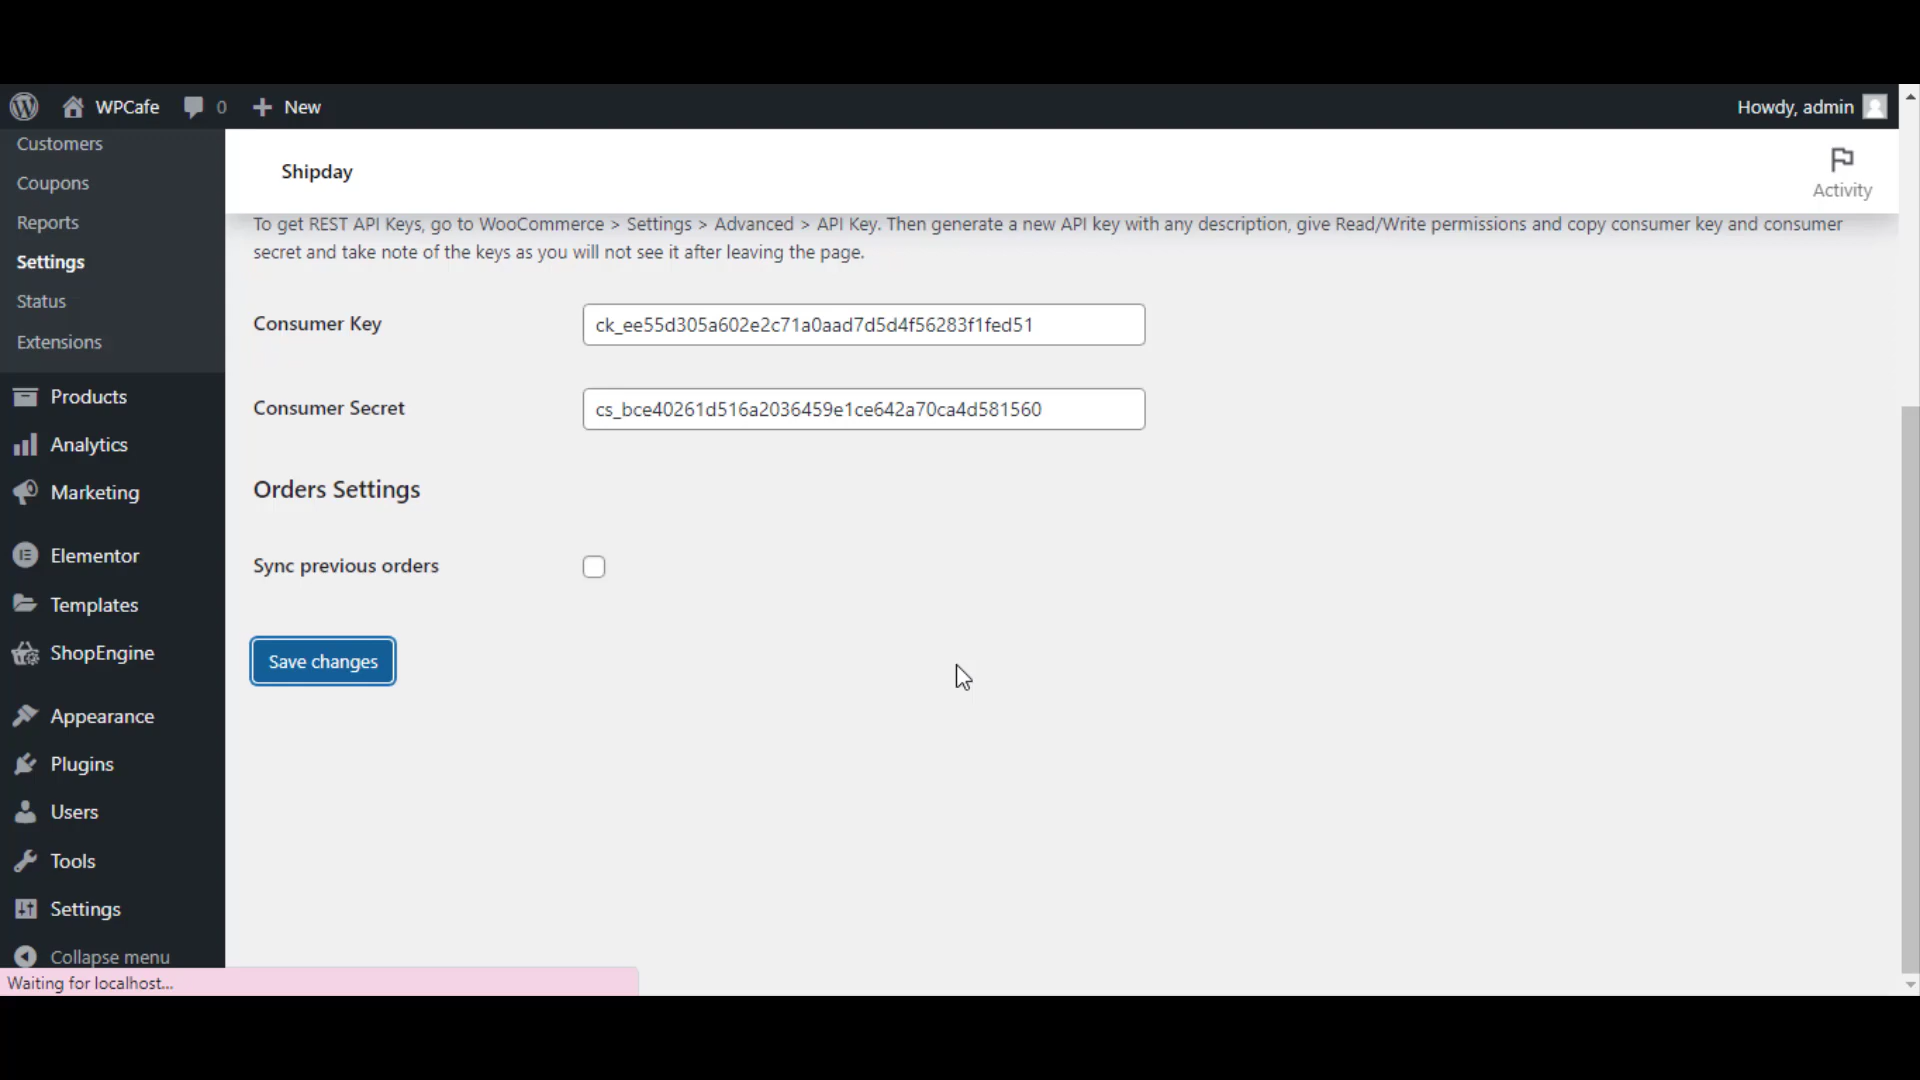 WPCafe 0 New Howdy, admin
Customers
Coupons
Reports
Settings
Status
Extensions
Products
Analytics
Marketing
Elementor
Templates
ShopEngine
Appearance
Plugins
Users
Tools
Settings
Collapse menu
Waiting for localhost...
Shipday
Activity
To get REST API Keys, go to WooCommerce > Settings > Advanced > API Key. Then generate a new API key with any description, give Read/Write permissions and copy consumer key and consumer
secret and take note of the keys as you will not see it after leaving the page.
Consumer Key ck_ee55d305a602e2c71a0aad7d5d4f56283f1fed51
Consumer Secret cs_bce40261d516a2036459e1ce642a70ca4d581560
Orders Settings
Sync previous orders
Save changes